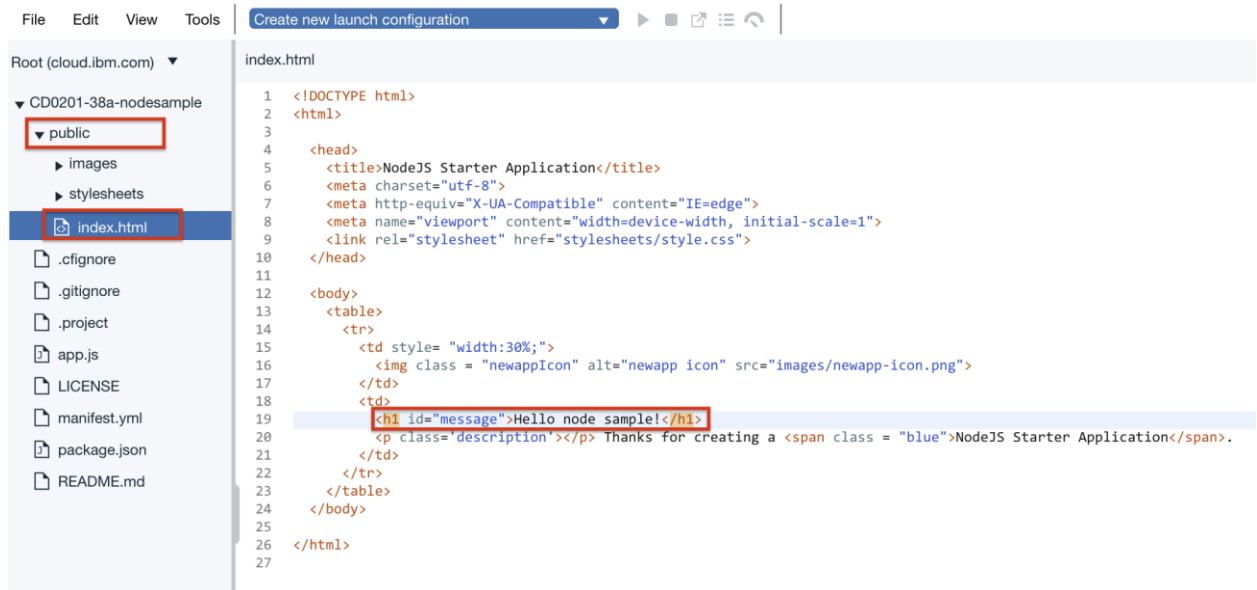 File Edit View Tools Create new launch configuration
Root (cloud.ibm.com)
CD0201-38a-nodesample
public
images
stylesheets
index.html
.cfignore
.gitignore
.project
app.js
LICENSE
manifest.yml
package.json
README.md
index.html
1 <!DOCTYPE html>
2 <html>
3
4 <head>
5 <title>NodeJS Starter Application</title>
6 <meta charset="utf-8">
7 <meta http-equiv="X-UA-Compatible" content="IE=edge">
8 <meta name="viewport" content="width=device-width, initial-scale=1">
9 <link rel="stylesheet" href="stylesheets/style.css">
10 </head>
11
12 <body>
13 <table>
14 <tr>
15 <td style= "width:30%;">
16 <img class = "newappIcon" alt="newapp icon" src="images/newapp-icon.png">
17 </td>
18 <td>
19 <h1 id="message">Hello node sample!</h1>
20 <p class='description'></p> Thanks for creating a <span class = "blue">NodeJS Starter Application</span>.
21 </td>
22 </tr>
23 </table>
24 </body>
25
26 </html>
27